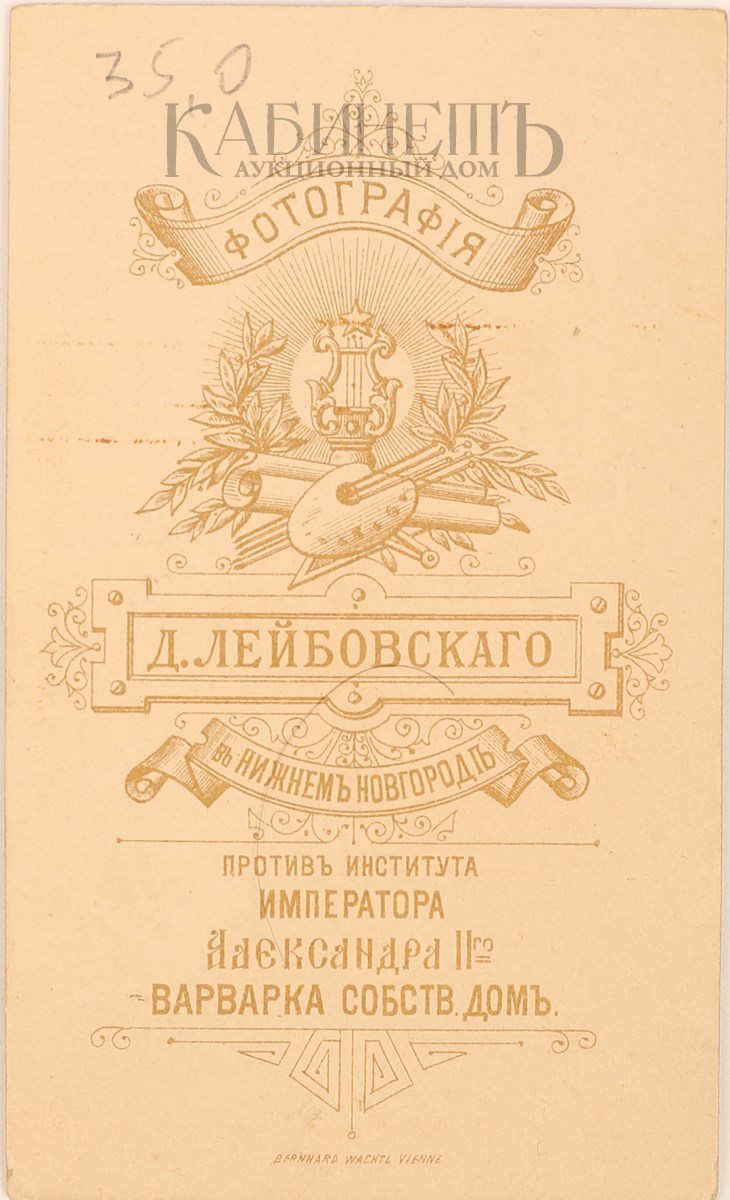 35,0
КАБИНЕТЪ
АУКЦИОННЫЙ ДОМ
ФОТОГРАФІЯ
Д. ЛЕЙБОВСКАГО
ВЪ НИЖНЕМЪ НОВГОРОДѢ
ПРОТИВЪ ИНСТИТУТА
ИМПЕРАТОРА
АЛЕКСАНДРА IIго
ВАРВАРКА СОБСТВ. ДОМЪ.
BERNHARD WACHTL VIENNE